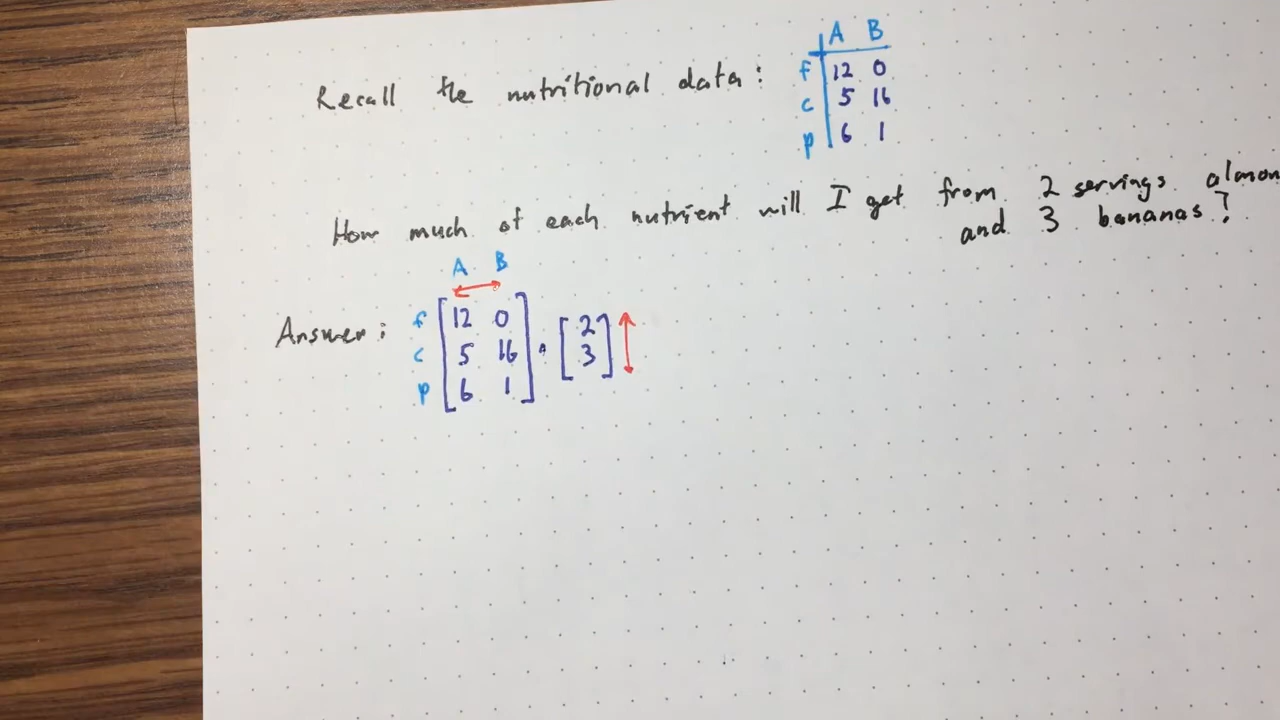 A B
Recall the nutritional data: f 12 0
c 5 16
p 6 1
How much of each nutrient will I get from 2 servings almon
and 3 bananas?
A B
Answer: f [12 0] [2]
c [5 16] · [3]
p [6 1]